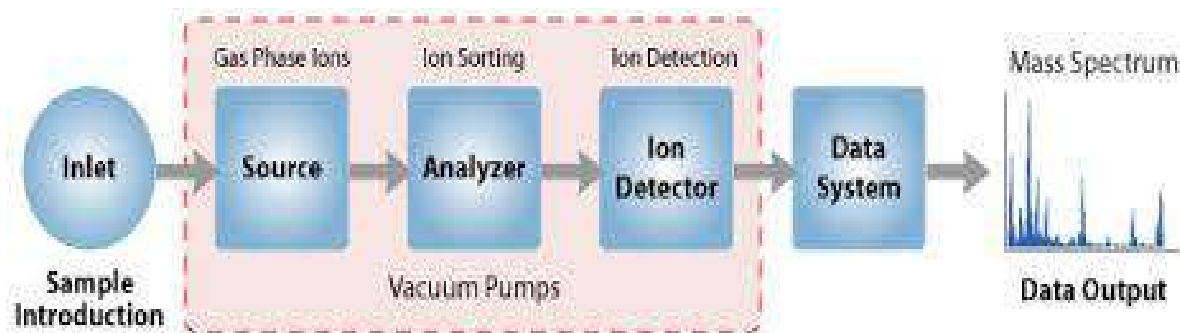 Gas Phase Ions
Ion Sorting
Ion Detection
Mass Spectrum
Inlet
Source
Analyzer
Ion
Detector
Data
System
Sample
Introduction
Vacuum Pumps
Data Output